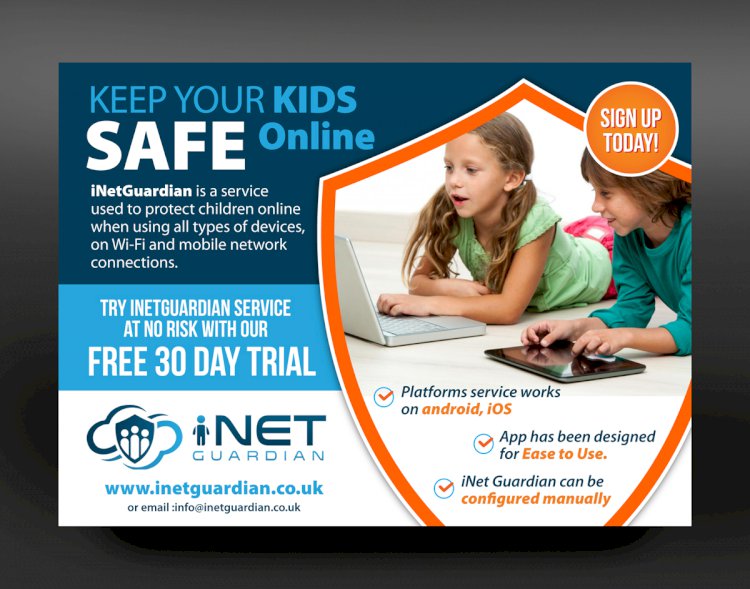 KEEP YOUR KIDS
SAFE Online
iNetGuardian is a service
used to protect children online
when using all types of devices,
on Wi-Fi and mobile network
connections.
SIGN UP
TODAY!
TRY INETGUARDIAN SERVICE
AT NO RISK WITH OUR
FREE 30 DAY TRIAL
iNET
GUARDIAN
www.inetguardian.co.uk
or email :info@inetguardian.co.uk
Platforms service works
on android, iOS
App has been designed
for Ease to Use.
iNet Guardian can be
configured manually